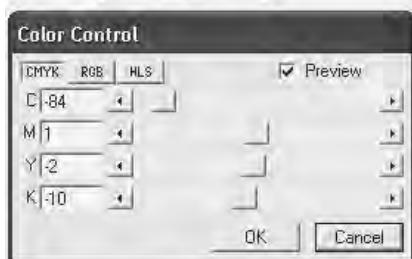 Color Control
CMYK RGB HLS Preview
C -84
M 1
Y -2
K -10
OK Cancel